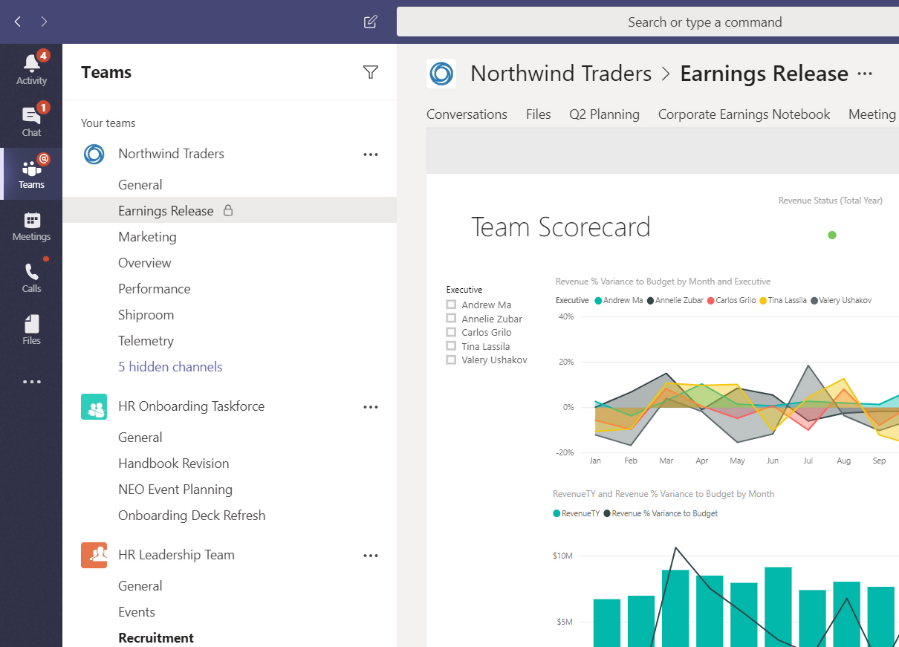 Search or type a command
4
Activity
1
Chat
@
Teams
Meetings
Calls
Files
Teams
Your teams
Northwind Traders
General
Earnings Release
Marketing
Overview
Performance
Shiproom
Telemetry
5 hidden channels
HR Onboarding Taskforce
General
Handbook Revision
NEO Event Planning
Onboarding Deck Refresh
HR Leadership Team
General
Events
Recruitment
Northwind Traders > Earnings Release
Conversations Files Q2 Planning Corporate Earnings Notebook Meeting
Revenue Status (Total Year)
Team Scorecard
Executive
Andrew Ma
Annelie Zubar
Carlos Grilo
Tina Lassila
Valery Ushakov
Revenue % Variance to Budget by Month and Executive
Executive Andrew Ma Annelie Zubar Carlos Grilo Tina Lassila Valery Ushakov
40%
20%
0%
-20%
Jan Feb Mar Apr May Jun Jul Aug Sep
RevenueTY and Revenue % Variance to Budget by Month
RevenueTY Revenue % Variance to Budget
$10M
$5M